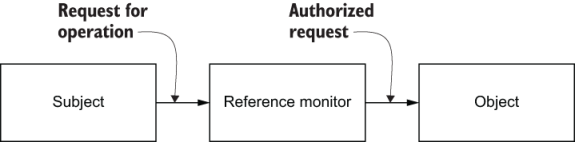 Request for
operation
Authorized
request
Subject
Reference monitor
Object